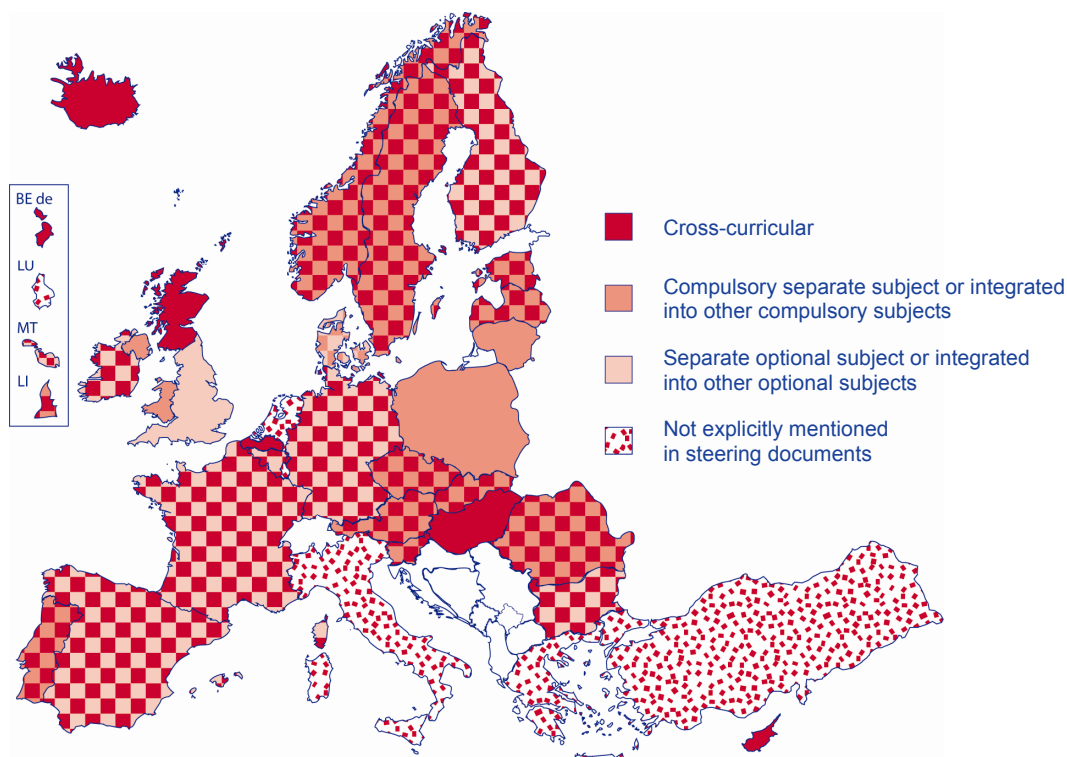 BE de
LU
MT
LI
Cross-curricular
Compulsory separate subject or integrated
into other compulsory subjects
Separate optional subject or integrated
into other optional subjects
Not explicitly mentioned
in steering documents